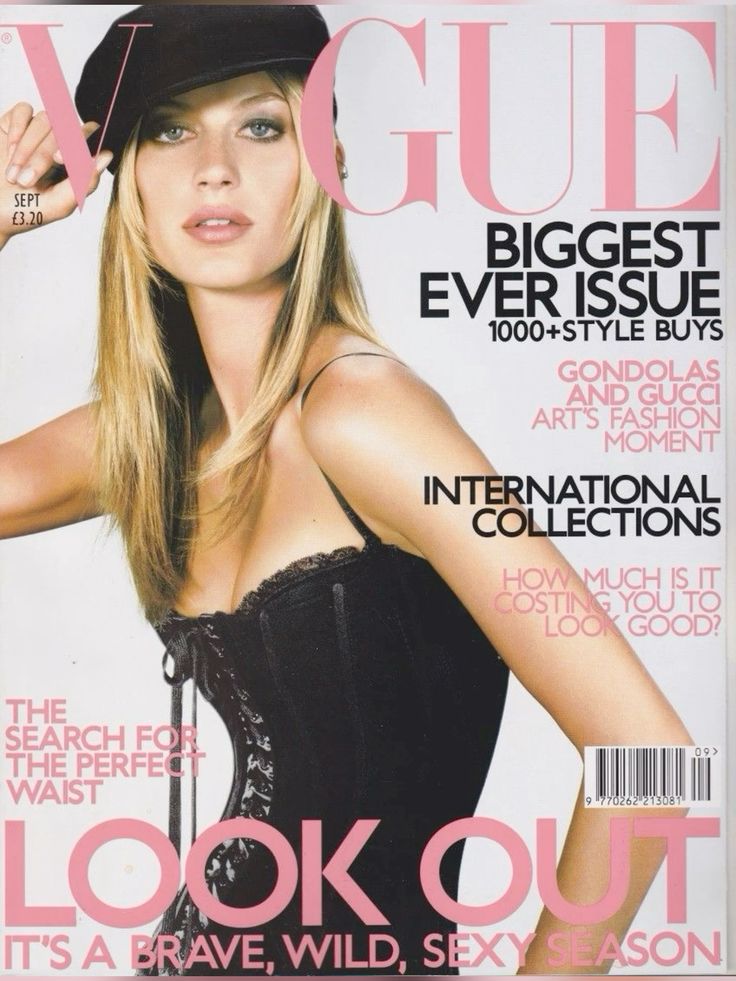 VOGUE
®
SEPT
£3.20
BIGGEST
EVER ISSUE
1000+STYLE BUYS
GONDOLAS
AND GUCCI
ART'S FASHION
MOMENT
INTERNATIONAL
COLLECTIONS
HOW MUCH IS IT
COSTING YOU TO
LOOK GOOD?
THE
SEARCH FOR
THE PERFECT
WAIST
09>
9 770262 213081
LOOK OUT
IT'S A BRAVE, WILD, SEXY SEASON